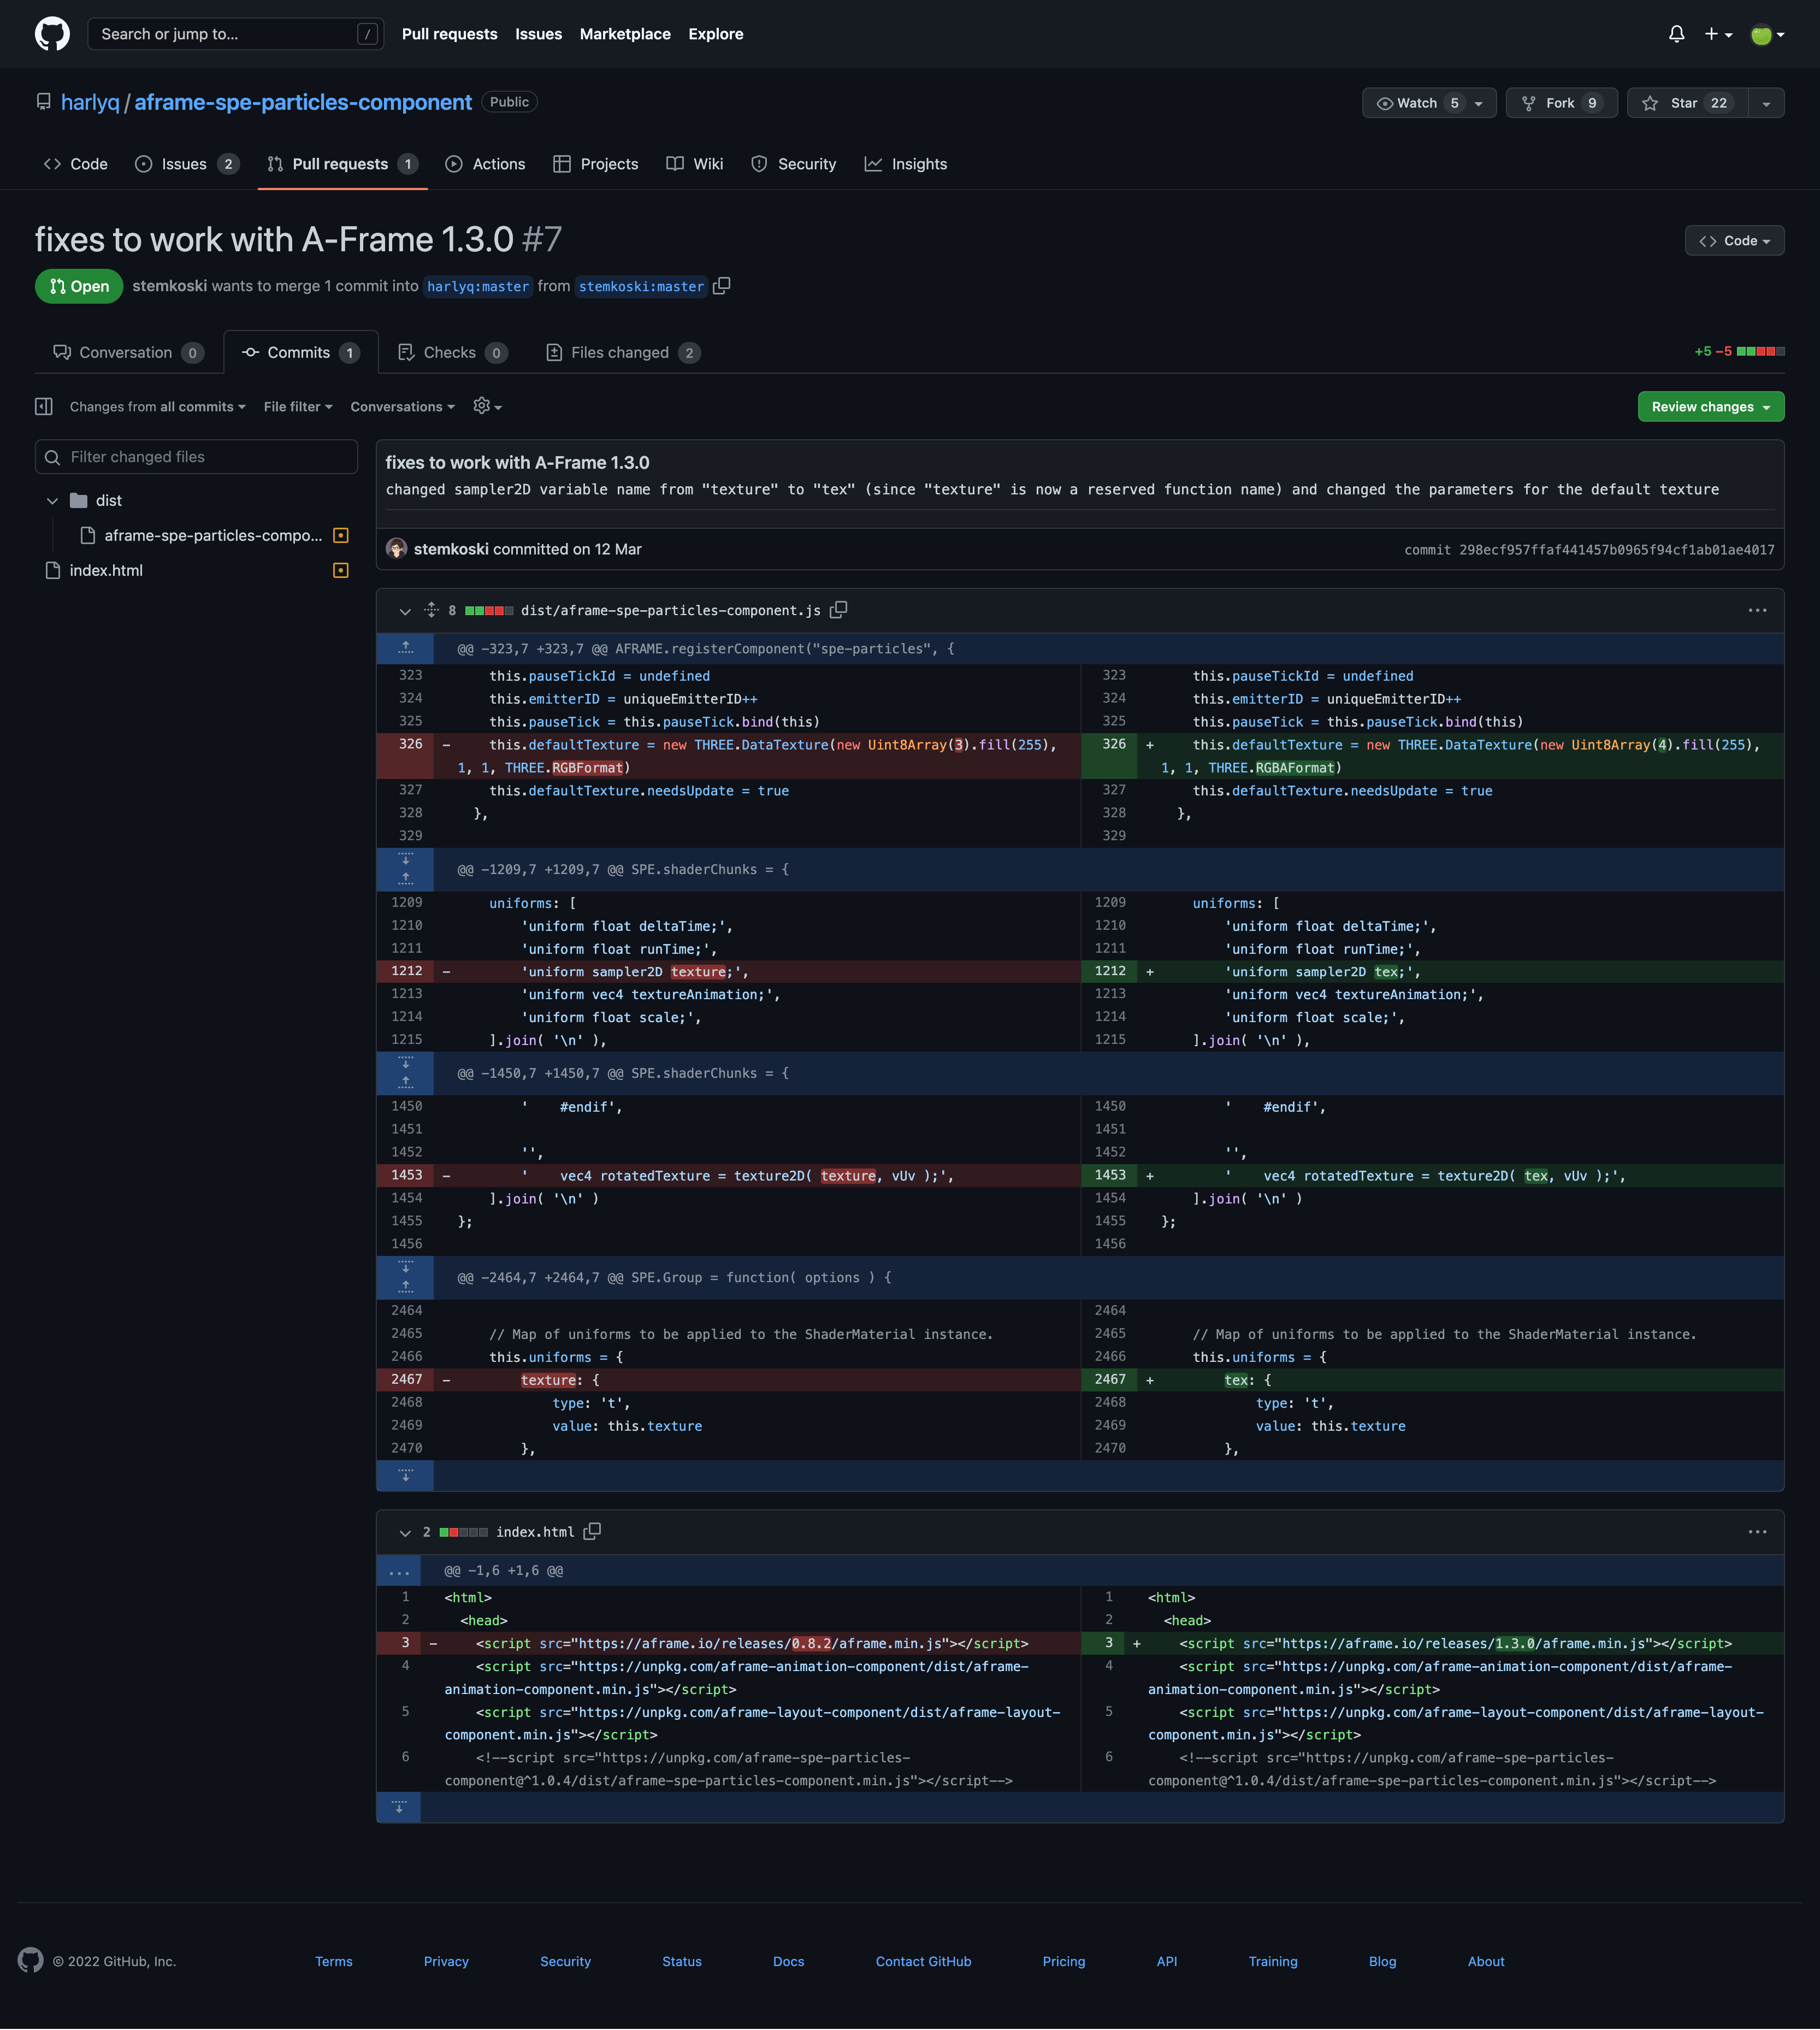 Search or jump to... /
Pull requests Issues Marketplace Explore
harlyq / aframe-spe-particles-component Public
Watch 5 Fork 9 Star 22
Code Issues 2 Pull requests 1 Actions Projects Wiki Security Insights
fixes to work with A-Frame 1.3.0 #7
Code
Open stemkoski wants to merge 1 commit into harlyq:master from stemkoski:master
Conversation 0 Commits 1 Checks 0 Files changed 2
+5 −5
Changes from all commits File filter Conversations
Review changes
Filter changed files
dist
aframe-spe-particles-compo...
index.html
fixes to work with A-Frame 1.3.0
changed sampler2D variable name from "texture" to "tex" (since "texture" is now a reserved function name) and changed the parameters for the default texture
stemkoski committed on 12 Mar
commit 298ecf957ffaf441457b0965f94cf1ab01ae4017
8 dist/aframe-spe-particles-component.js
@@ -323,7 +323,7 @@ AFRAME.registerComponent("spe-particles", {
323 this.pauseTickId = undefined 323 this.pauseTickId = undefined
324 this.emitterID = uniqueEmitterID++ 324 this.emitterID = uniqueEmitterID++
325 this.pauseTick = this.pauseTick.bind(this) 325 this.pauseTick = this.pauseTick.bind(this)
326 - this.defaultTexture = new THREE.DataTexture(new Uint8Array(3).fill(255), 326 + this.defaultTexture = new THREE.DataTexture(new Uint8Array(4).fill(255),
1, 1, THREE.RGBFormat) 1, 1, THREE.RGBAFormat)
327 this.defaultTexture.needsUpdate = true 327 this.defaultTexture.needsUpdate = true
328 }, 328 },
329 329
@@ -1209,7 +1209,7 @@ SPE.shaderChunks = {
1209 uniforms: [ 1209 uniforms: [
1210 'uniform float deltaTime;', 1210 'uniform float deltaTime;',
1211 'uniform float runTime;', 1211 'uniform float runTime;',
1212 - 'uniform sampler2D texture;', 1212 + 'uniform sampler2D tex;',
1213 'uniform vec4 textureAnimation;', 1213 'uniform vec4 textureAnimation;',
1214 'uniform float scale;', 1214 'uniform float scale;',
1215 ].join( '\n' ), 1215 ].join( '\n' ),
@@ -1450,7 +1450,7 @@ SPE.shaderChunks = {
1450 '    #endif', 1450 '    #endif',
1451 1451
1452 '', 1452 '',
1453 - '    vec4 rotatedTexture = texture2D( texture, vUv );', 1453 + '    vec4 rotatedTexture = texture2D( tex, vUv );',
1454 ].join( '\n' ) 1454 ].join( '\n' )
1455 }; 1455 };
1456 1456
@@ -2464,7 +2464,7 @@ SPE.Group = function( options ) {
2464 2464
2465 // Map of uniforms to be applied to the ShaderMaterial instance. 2465 // Map of uniforms to be applied to the ShaderMaterial instance.
2466 this.uniforms = { 2466 this.uniforms = {
2467 - texture: { 2467 + tex: {
2468 type: 't', 2468 type: 't',
2469 value: this.texture 2469 value: this.texture
2470 }, 2470 },
2 index.html
... @@ -1,6 +1,6 @@
1 <html> 1 <html>
2 <head> 2 <head>
3 - <script src="https://aframe.io/releases/0.8.2/aframe.min.js"></script> 3 + <script src="https://aframe.io/releases/1.3.0/aframe.min.js"></script>
4 <script src="https://unpkg.com/aframe-animation-component/dist/aframe- 4 <script src="https://unpkg.com/aframe-animation-component/dist/aframe-
animation-component.min.js"></script> animation-component.min.js"></script>
5 <script src="https://unpkg.com/aframe-layout-component/dist/aframe-layout- 5 <script src="https://unpkg.com/aframe-layout-component/dist/aframe-layout-
component.min.js"></script> component.min.js"></script>
6 <!--script src="https://unpkg.com/aframe-spe-particles- 6 <!--script src="https://unpkg.com/aframe-spe-particles-
component@^1.0.4/dist/aframe-spe-particles-component.min.js"></script--> component@^1.0.4/dist/aframe-spe-particles-component.min.js"></script-->
© 2022 GitHub, Inc. Terms Privacy Security Status Docs Contact GitHub Pricing API Training Blog About